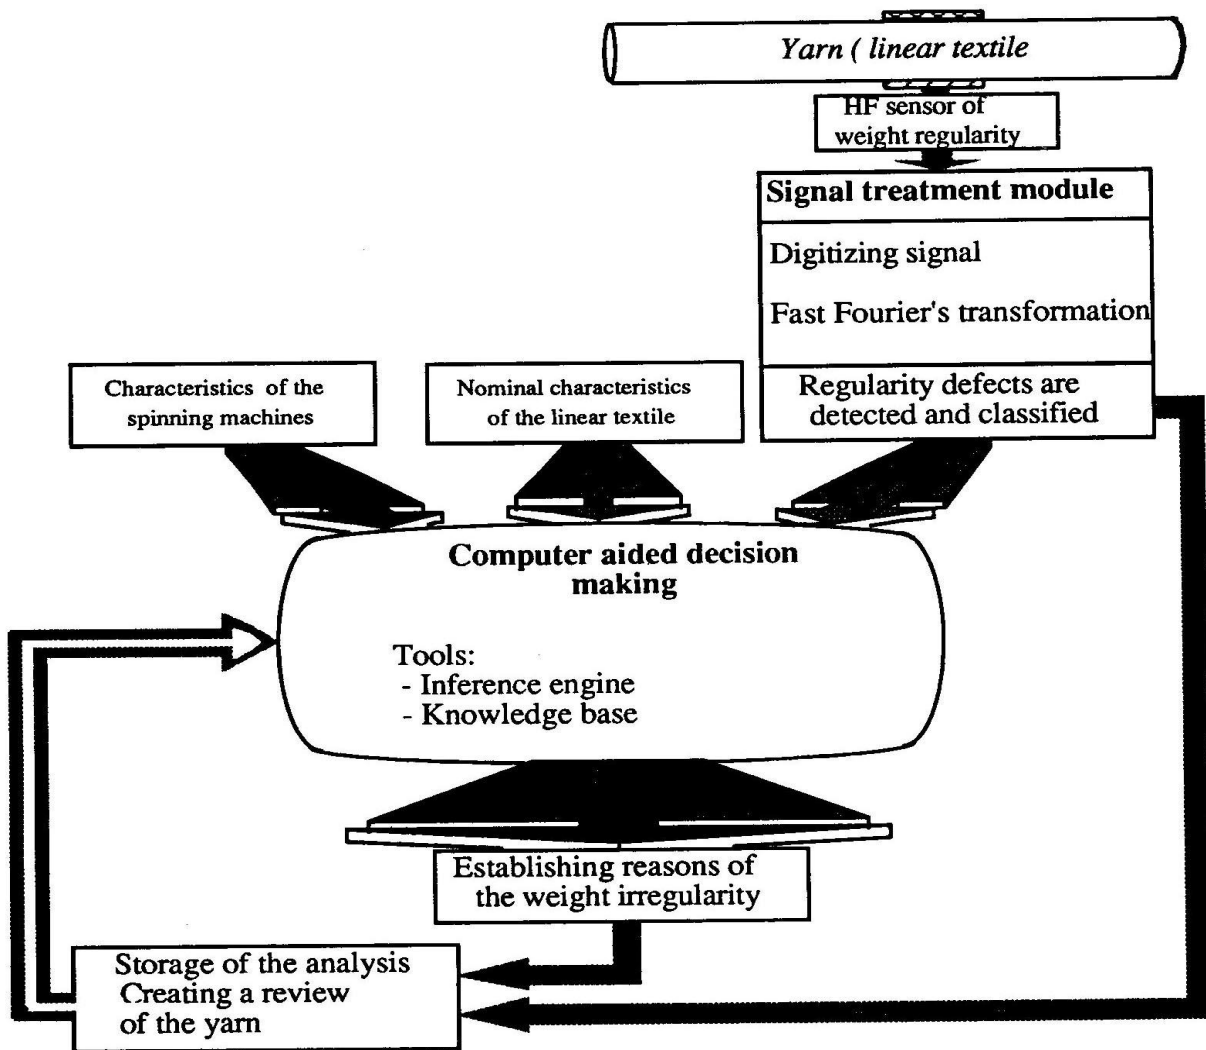 Yarn ( linear textile
HF sensor of
weight regularity
Signal treatment module
Digitizing signal
Fast Fourier's transformation
Regularity defects are
detected and classified
Characteristics of the
spinning machines
Nominal characteristics
of the linear textile
Computer aided decision
making
Tools:
- Inference engine
- Knowledge base
Establishing reasons of
the weight irregularity
Storage of the analysis
Creating a review
of the yarn